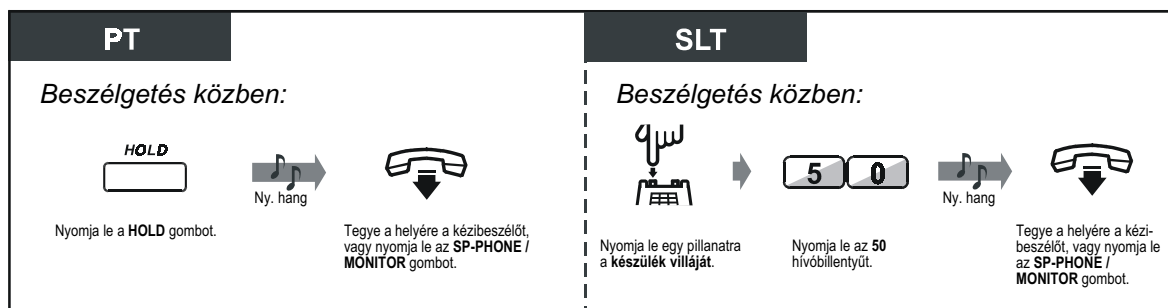 PT
Beszélgetés közben:
HOLD
Ny. hang
Nyomja le a HOLD gombot.
Tegye a helyére a kézibeszélőt,
vagy nyomja le az SP-PHONE /
MONITOR gombot.
SLT
Beszélgetés közben:
5 0
Ny. hang
Nyomja le egy pillanatra
a készülék villáját.
Nyomja le az 50
hívóbillentyűt.
Tegye a helyére a kézi-
beszélőt, vagy nyomja le
az SP-PHONE /
MONITOR gombot.